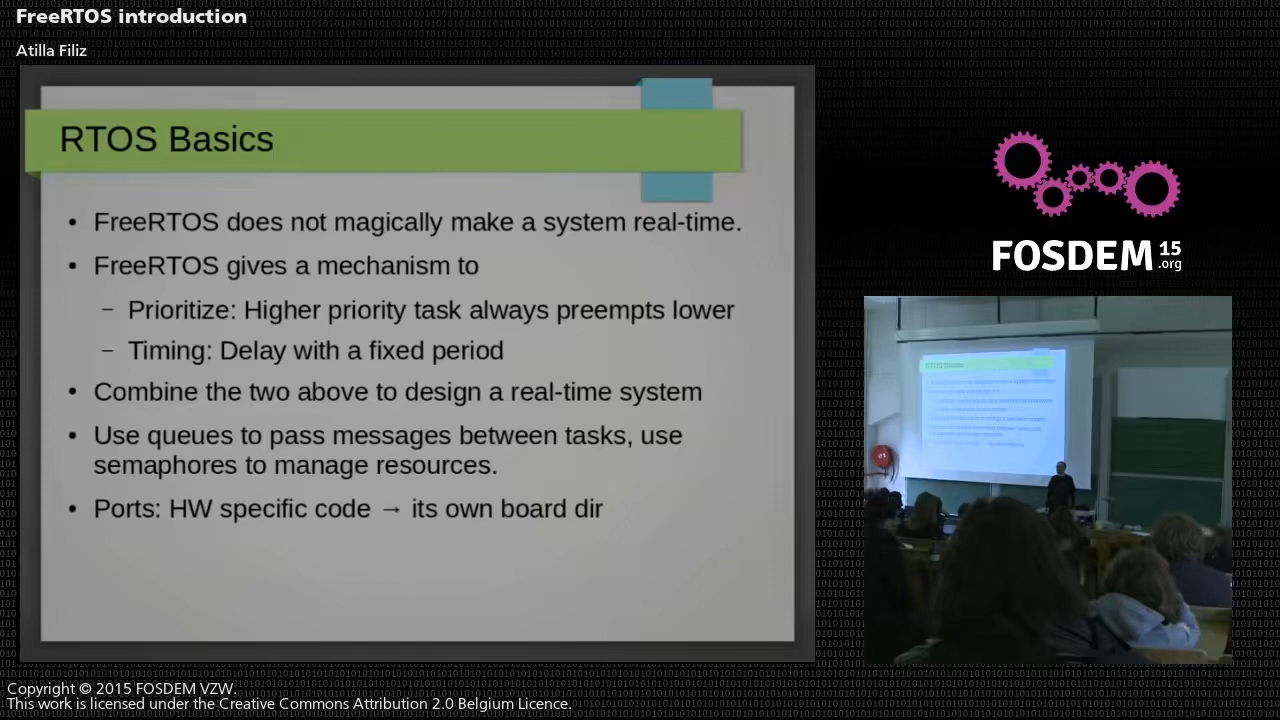 FreeRTOS introduction
Atilla Filiz
RTOS Basics
• FreeRTOS does not magically make a system real-time.
• FreeRTOS gives a mechanism to
– Prioritize: Higher priority task always preempts lower
– Timing: Delay with a fixed period
• Combine the two above to design a real-time system
• Use queues to pass messages between tasks, use
semaphores to manage resources.
• Ports: HW specific code → its own board dir
FOSDEM 15
.org
RTOS Basics
Copyright © 2015 FOSDEM VZW.
This work is licensed under the Creative Commons Attribution 2.0 Belgium Licence.